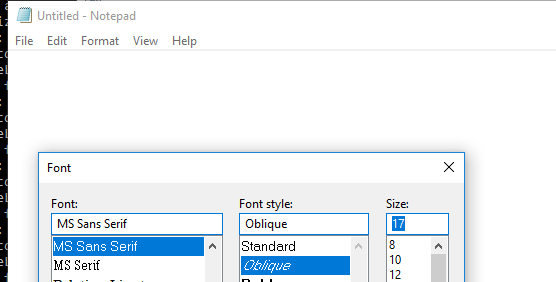 Untitled - Notepad
File Edit Format View Help
Font
Font: Font style: Size:
MS Sans Serif Oblique 17
MS Sans Serif Standard 8
MS Serif Oblique 10
12